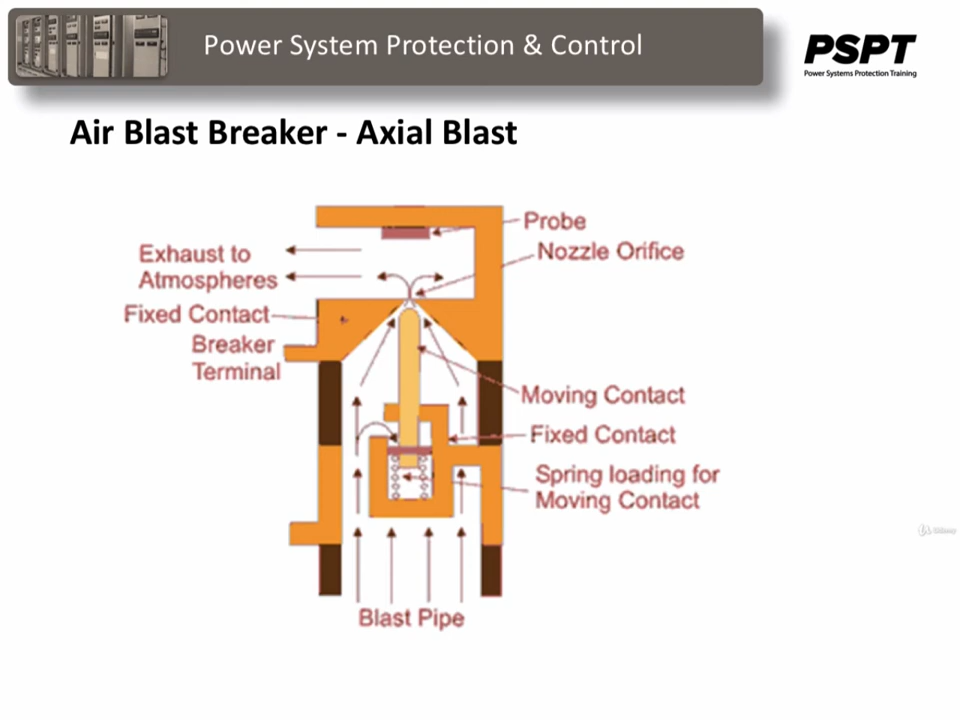 Power System Protection & Control
PSPT
Power Systems Protection Training
Air Blast Breaker - Axial Blast
Probe
Nozzle Orifice
Exhaust to
Atmospheres
Fixed Contact
Breaker
Terminal
Moving Contact
Fixed Contact
Spring loading for
Moving Contact
Blast Pipe
Udemy